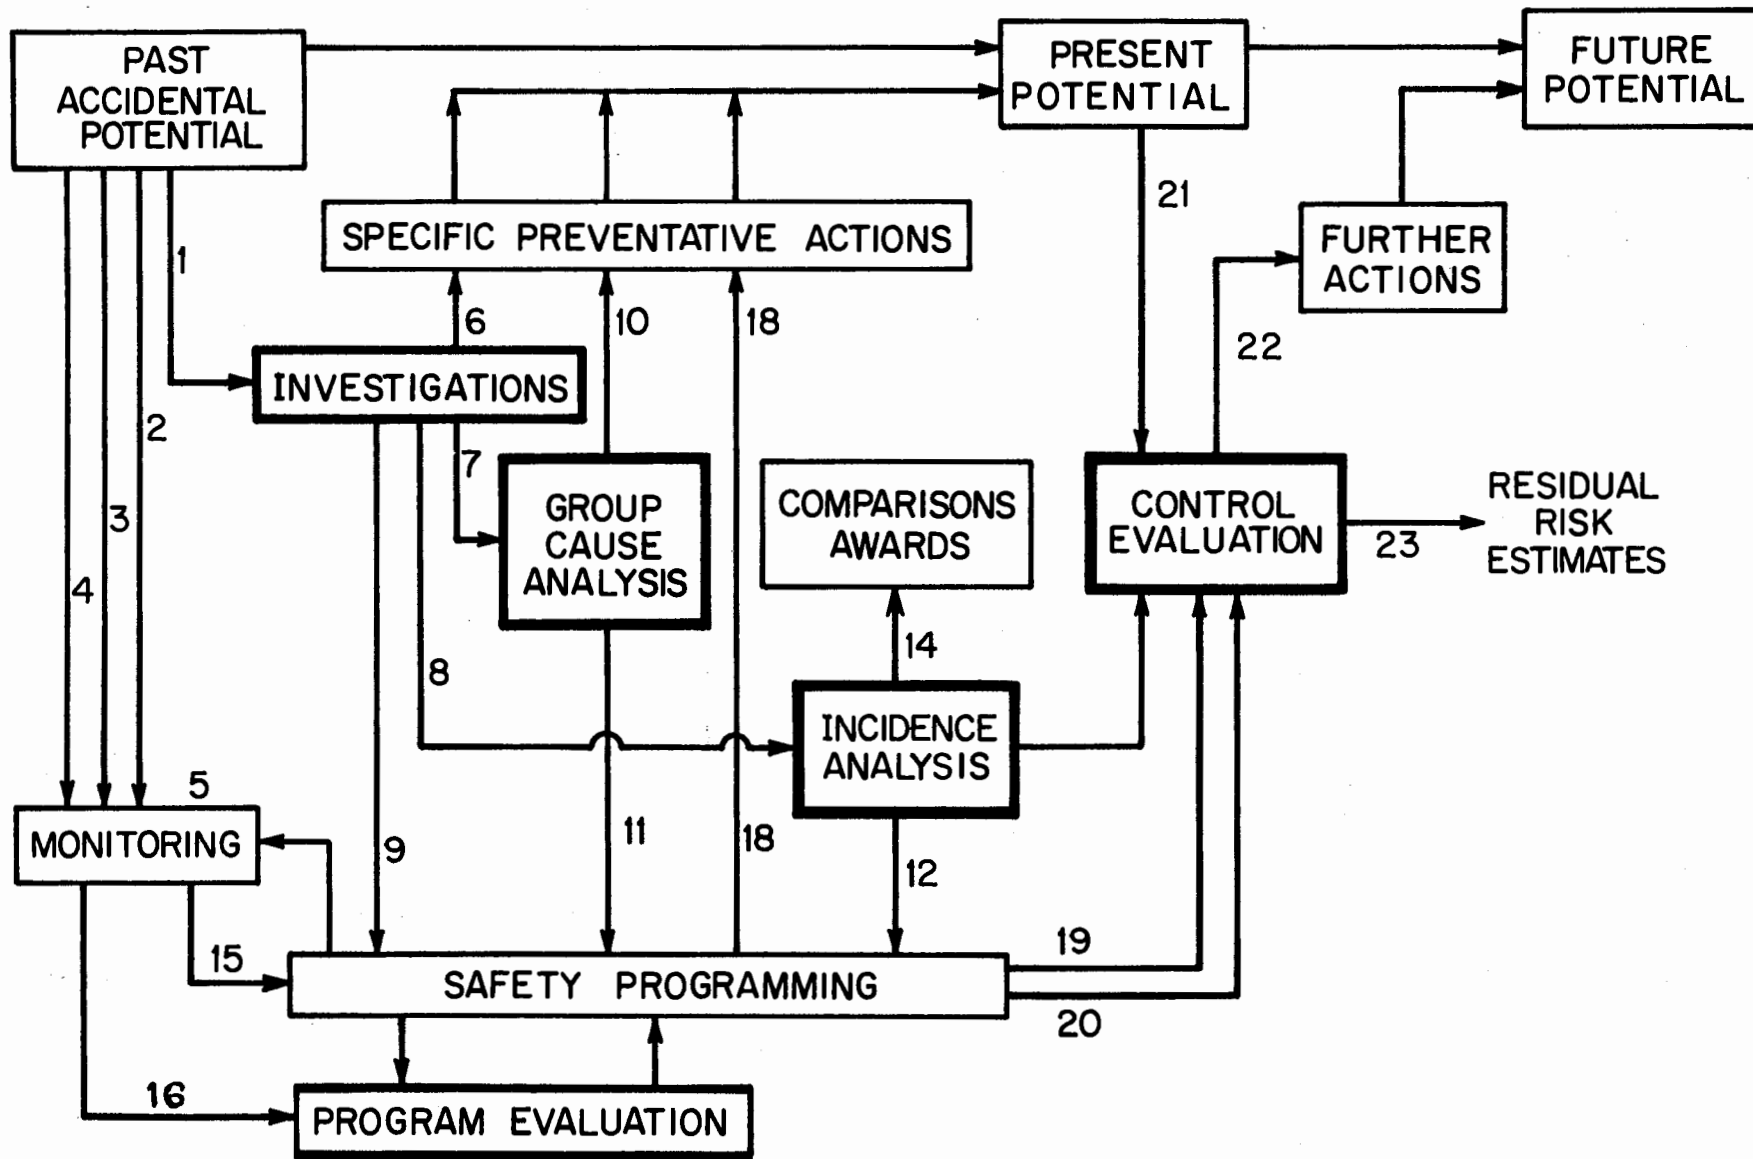 PAST
ACCIDENTAL
POTENTIAL
PRESENT
POTENTIAL
FUTURE
POTENTIAL
SPECIFIC PREVENTATIVE ACTIONS
FURTHER
ACTIONS
1
21
6
10
18
22
INVESTIGATIONS
2
3
4
7
GROUP
CAUSE
ANALYSIS
COMPARISONS
AWARDS
CONTROL
EVALUATION
23
RESIDUAL
RISK
ESTIMATES
8
14
INCIDENCE
ANALYSIS
5
MONITORING
9
11
18
12
15
SAFETY PROGRAMMING
19
20
16
PROGRAM EVALUATION